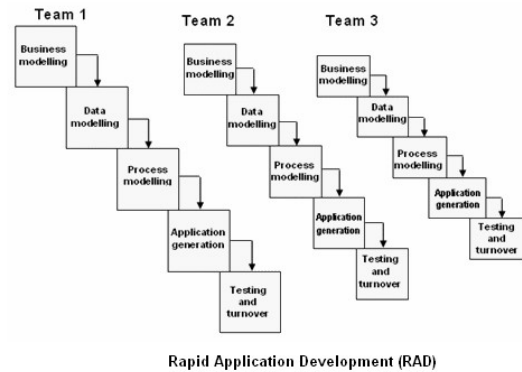 Team 1
Business
modelling
Data
modelling
Process
modelling
Application
generation
Testing
and
turnover
Team 2
Business
modelling
Data
modelling
Process
modelling
Application
generation
Testing
and
turnover
Team 3
Business
modelling
Data
modelling
Process
modelling
Application
generation
Testing
and
turnover
Rapid Application Development (RAD)